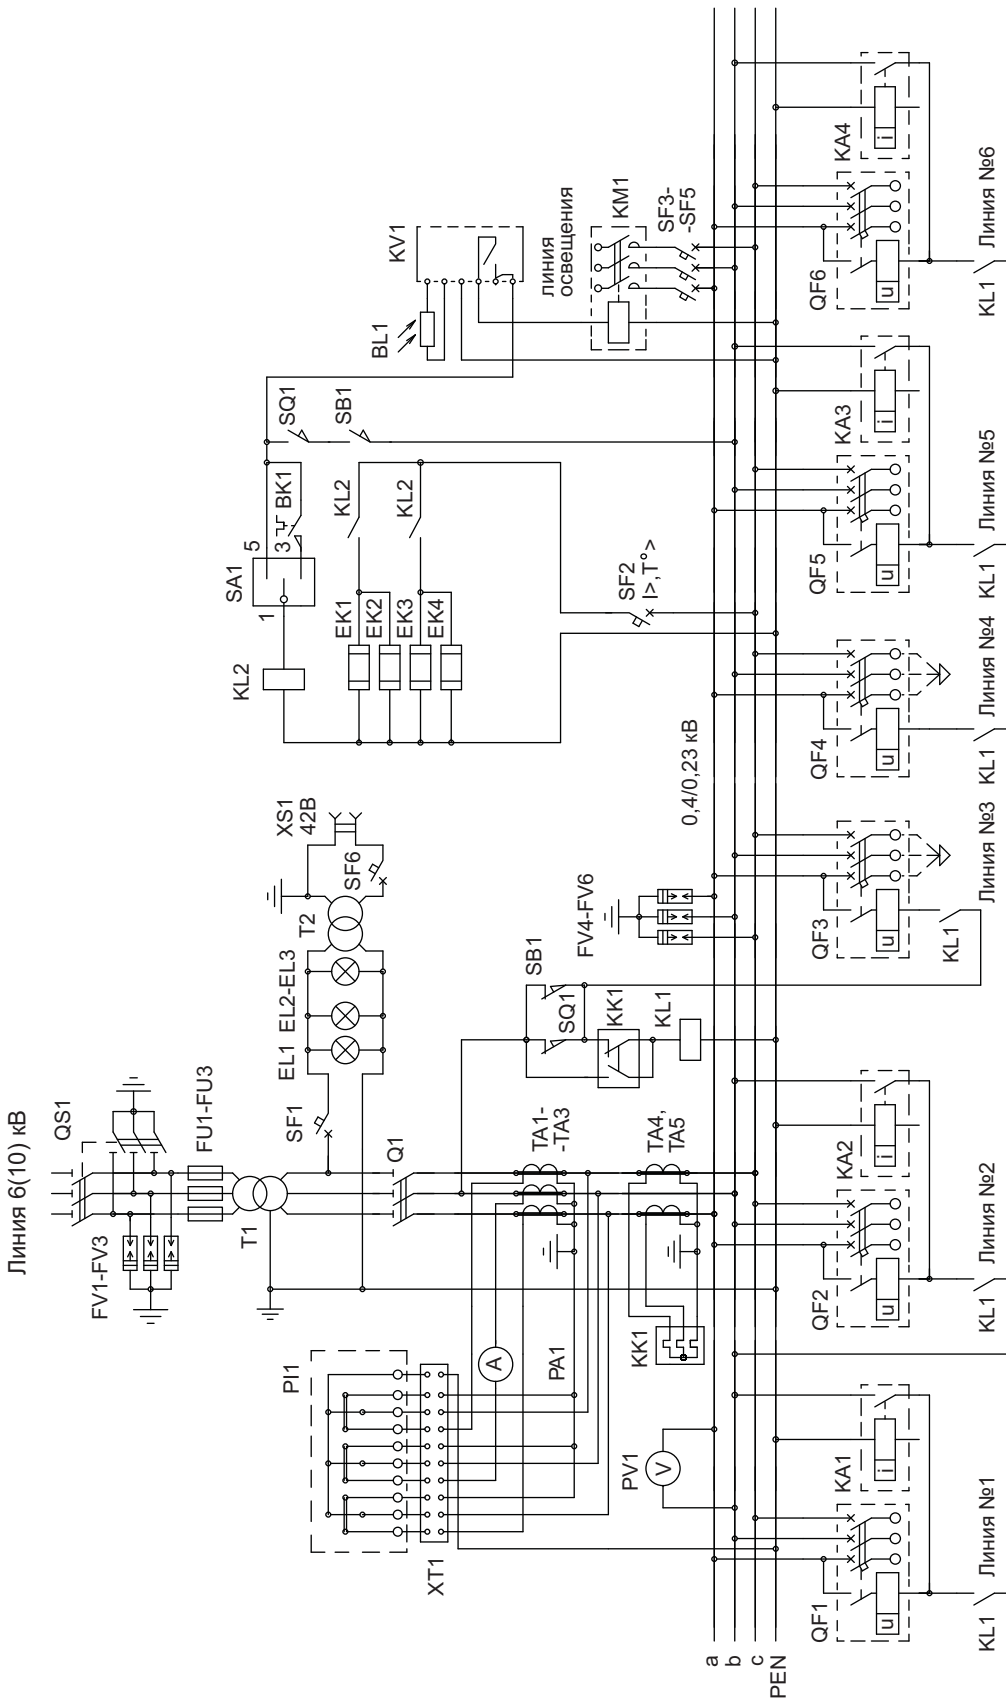 Линия 6(10) кВ
QS1
FV1-FV3
FU1-FU3
T1
SF1
EL1
EL2-EL3
T2
XS1
42В
SF6
Q1
PI1
XT1
A
PA1
TA1-
-TA3
TA4,
TA5
KK1
PV1
V
SB1
SQ1
KK1
KL1
FV4-FV6
0,4/0,23 кВ
SA1
1
5
3
BK1
KL2
SQ1
SB1
EK1
EK2
EK3
EK4
KL2
KL2
SF2
I>,T°>
BL1
KV1
ЛИНИЯ
ОСВЕЩЕНИЯ
KM1
SF3-
-SF5
a
b
c
PEN
QF1
u
KA1
i
KL1
Линия №1
QF2
u
KA2
i
KL1
Линия №2
QF3
u
KL1
Линия №3
QF4
u
KL1
Линия №4
QF5
u
KA3
i
KL1
Линия №5
QF6
u
KA4
i
KL1
Линия №6